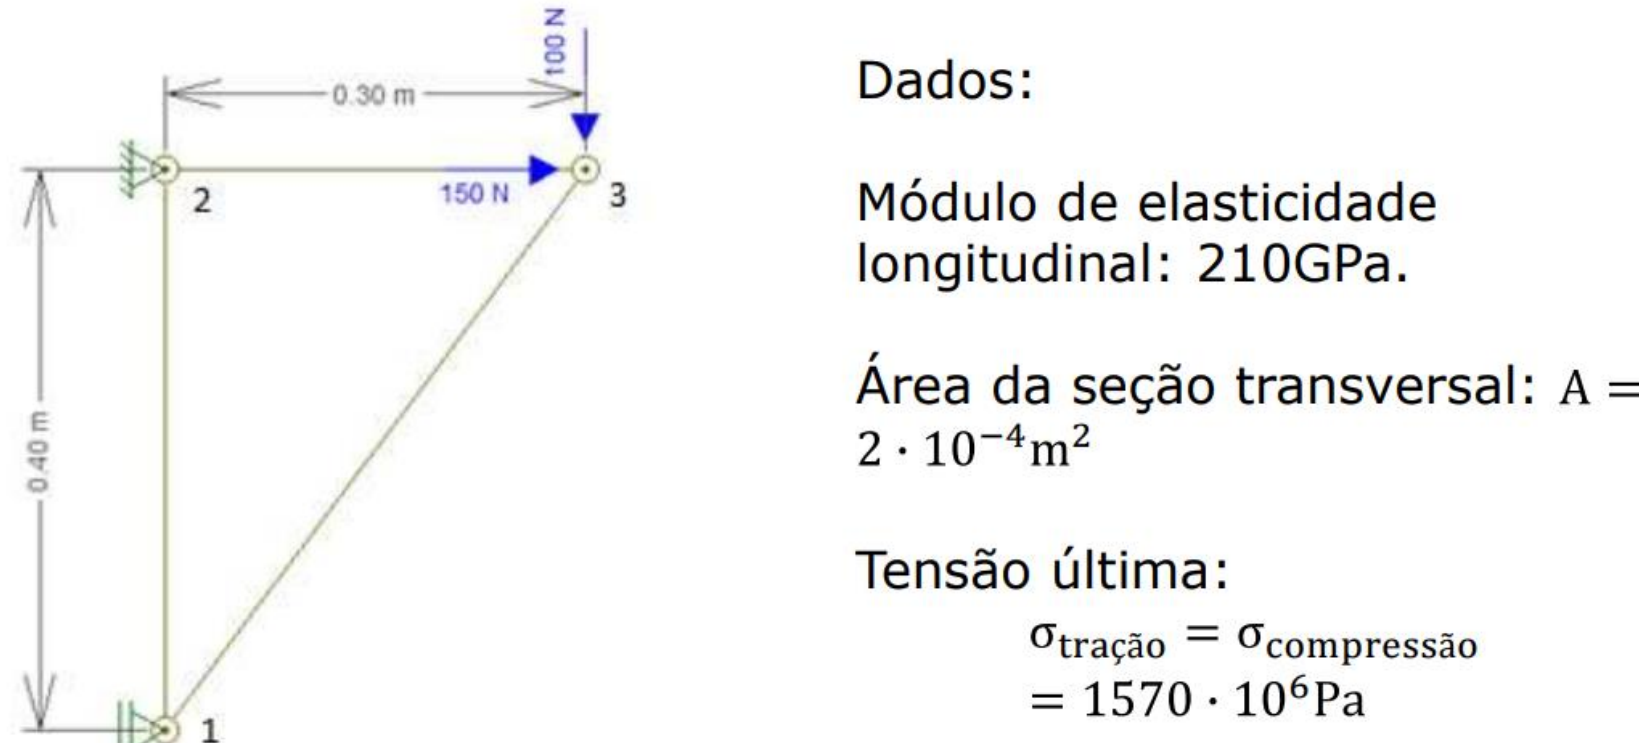 100 N
0.30 m
2
150 N
3
0.40 m
1
Dados:
Módulo de elasticidade
longitudinal: 210GPa.
Área da seção transversal: A =
2 · 10⁻⁴m²
Tensão última:
σtração = σcompressão
= 1570 · 10⁶Pa